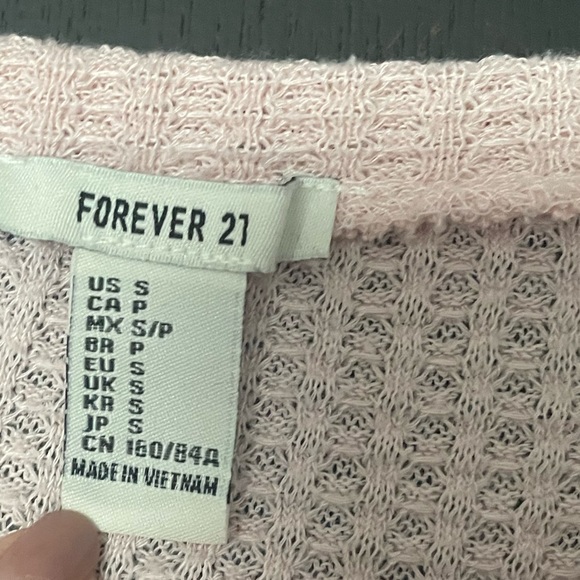 FOREVER 21
US S
CA P
MX S/P
BR P
EU S
UK S
KR S
JP S
CN 160/84A
MADE IN VIETNAM